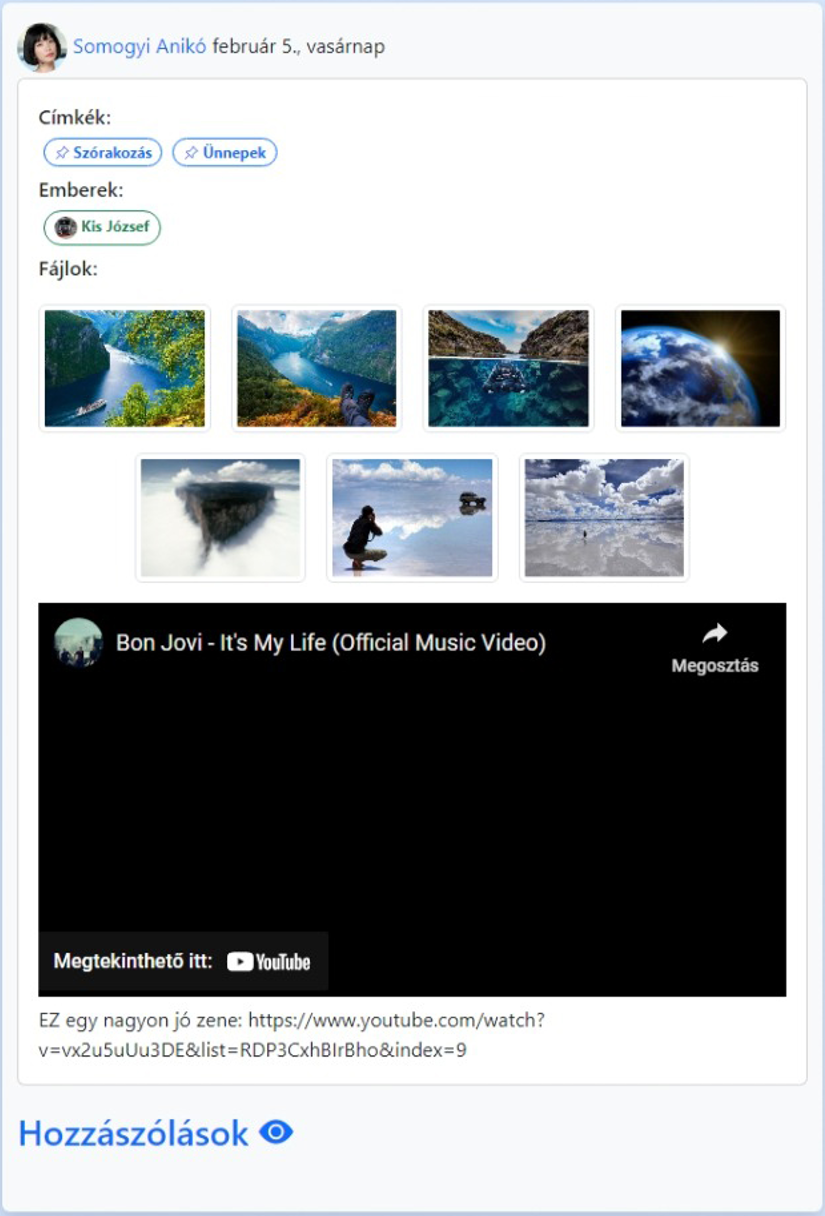 Somogyi Anikó február 5., vasárnap
Címkék:
Szórakozás Ünnepek
Emberek:
Kis József
Fájlok:
Bon Jovi - It's My Life (Official Music Video)
Megosztás
Megtekinthető itt: YouTube
EZ egy nagyon jó zene: https://www.youtube.com/watch?
v=vx2u5uUu3DE&list=RDP3CxhBIrBho&index=9
Hozzászólások